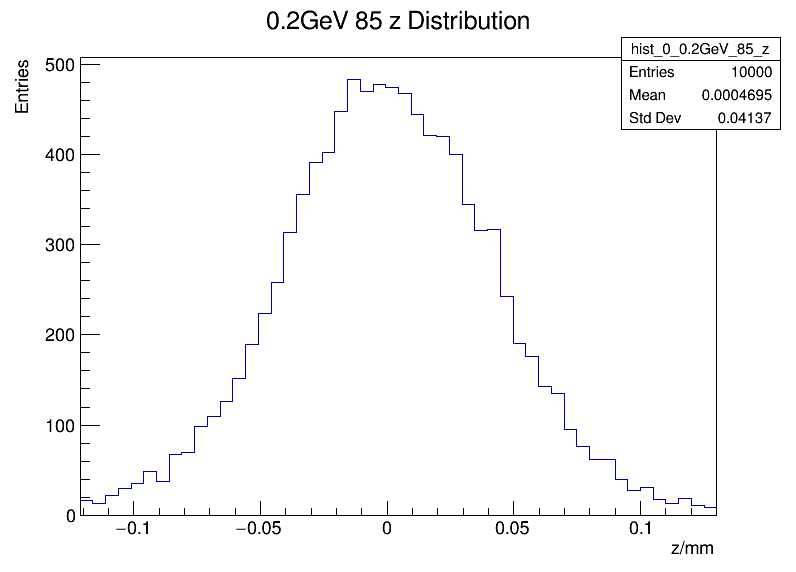 0.2GeV 85 z Distribution
hist_0_0.2GeV_85_z
Entries 10000
Mean 0.0004695
Std Dev 0.04137
Entries
500
400
300
200
100
0
−0.1 −0.05 0 0.05 0.1
z/mm